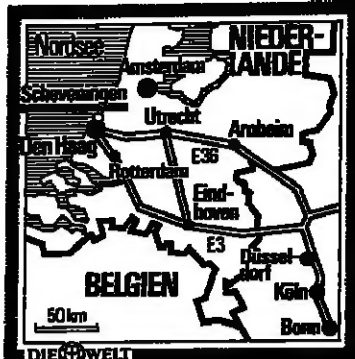 Nordsee
NIEDER-
LANDE
Amsterdam
Scheveningen
Utrecht
Arnheim
Den Haag
E36
Rotterdam
Eind-
hoven
E3
Düssel-
dorf
BELGIEN
Köln
50 km
Bonn
DIE WELT